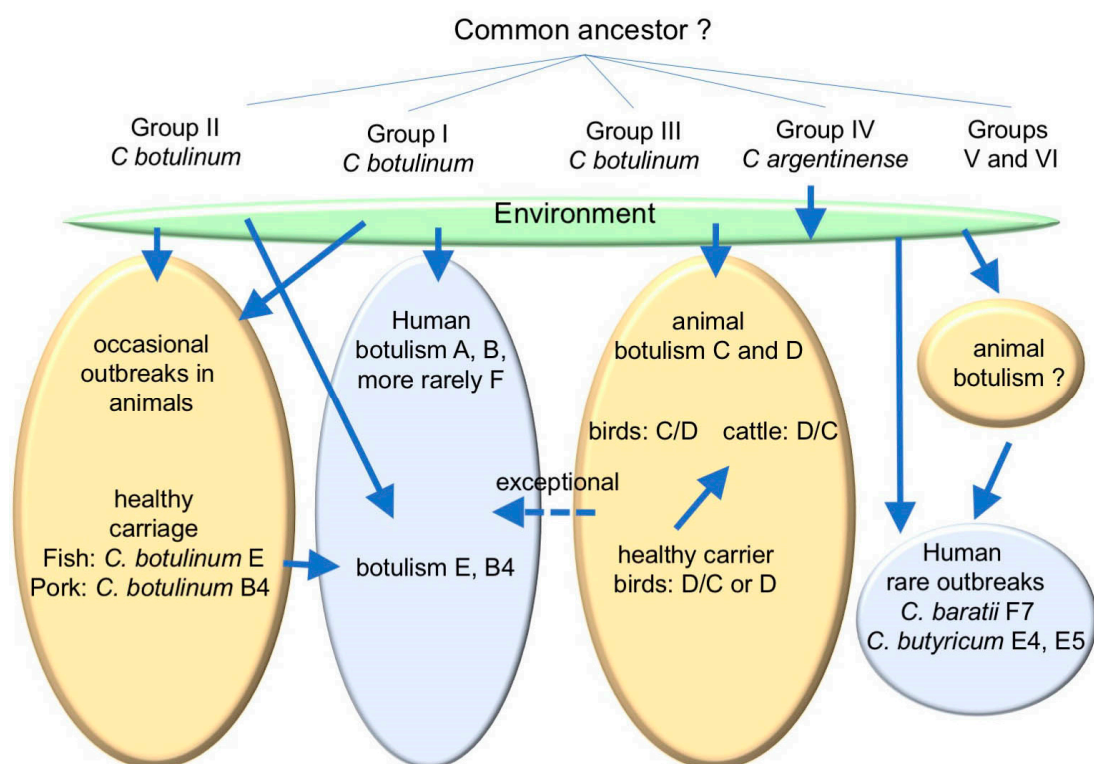 Common ancestor ?
Group II
C botulinum
Group I
C botulinum
Group III
C botulinum
Group IV
C argentinense
Groups
V and VI
Environment
occasional
outbreaks in
animals
healthy
carriage
Fish: C. botulinum E
Pork: C. botulinum B4
Human
botulism A, B,
more rarely F
botulism E, B4
exceptional
animal
botulism C and D
birds: C/D cattle: D/C
healthy carrier
birds: D/C or D
animal
botulism ?
Human
rare outbreaks
C. baratii F7
C. butyricum E4, E5